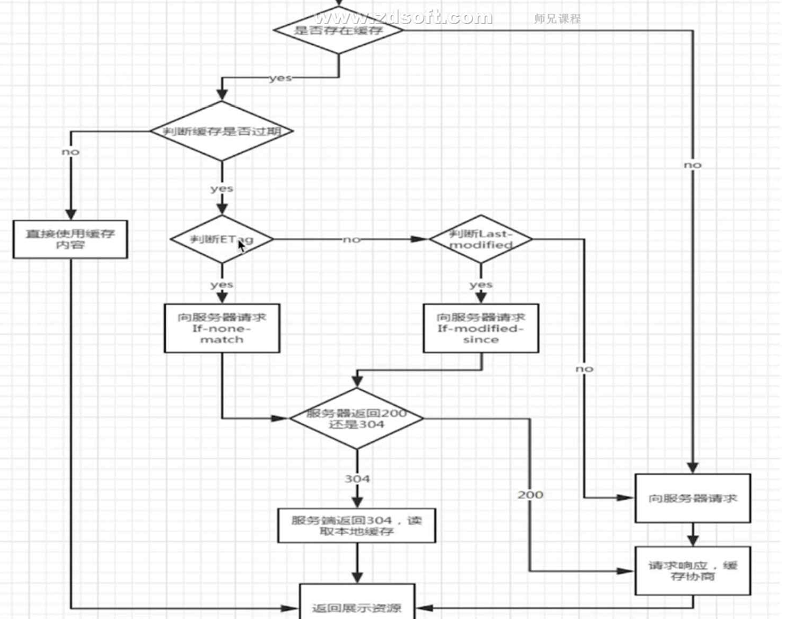 www.zdsoft.com
师兄课程
是否存在缓存
yes
判断缓存是否过期
no
no
yes
直接使用缓存
内容
判断ETag
no
判断Last-
modified
yes
yes
向服务器请求
If-none-
match
向服务器请求
If-modified-
since
no
服务器返回200
还是304
304
200
向服务器请求
服务端返回304，读
取本地缓存
请求响应，缓
存协商
返回展示资源